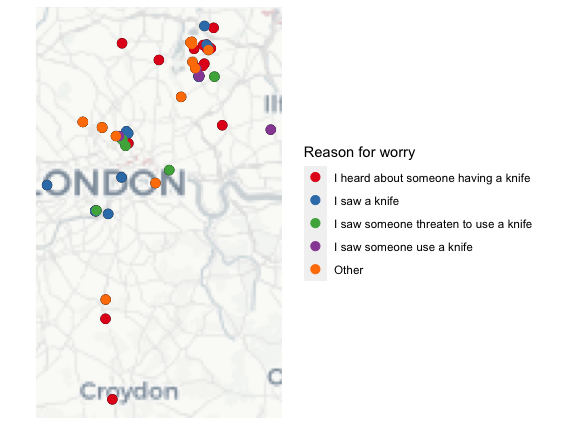 Ilf
LONDON
Croydon
C
Reason for worry
I heard about someone having a knife
I saw a knife
I saw someone threaten to use a knife
I saw someone use a knife
Other